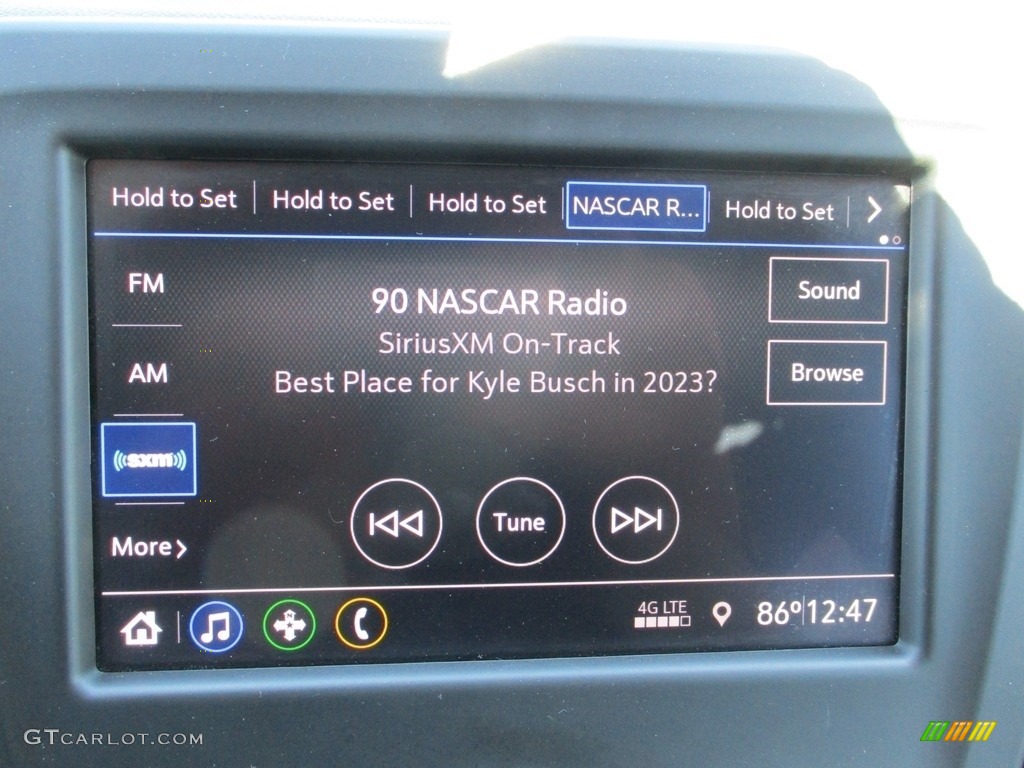 Hold to Set Hold to Set Hold to Set NASCAR R... Hold to Set
FM
90 NASCAR Radio
Sound
SiriusXM On-Track
AM
Best Place for Kyle Busch in 2023?
Browse
((sxm))
Tune
More
N
4G LTE
86° 12:47
GTCARLOT.COM